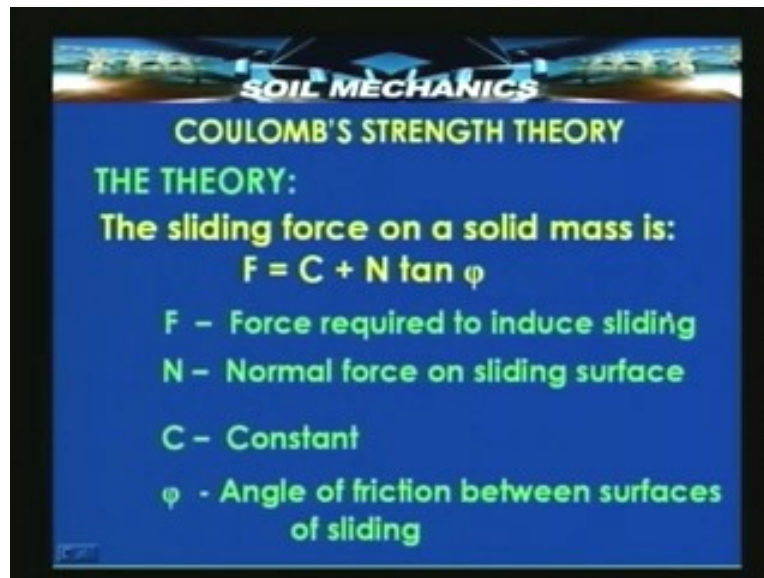 SOIL MECHANICS
COULOMB'S STRENGTH THEORY
THE THEORY:
The sliding force on a solid mass is:
F = C + N tan φ
F – Force required to induce sliding
N – Normal force on sliding surface
C – Constant
φ - Angle of friction between surfaces
of sliding